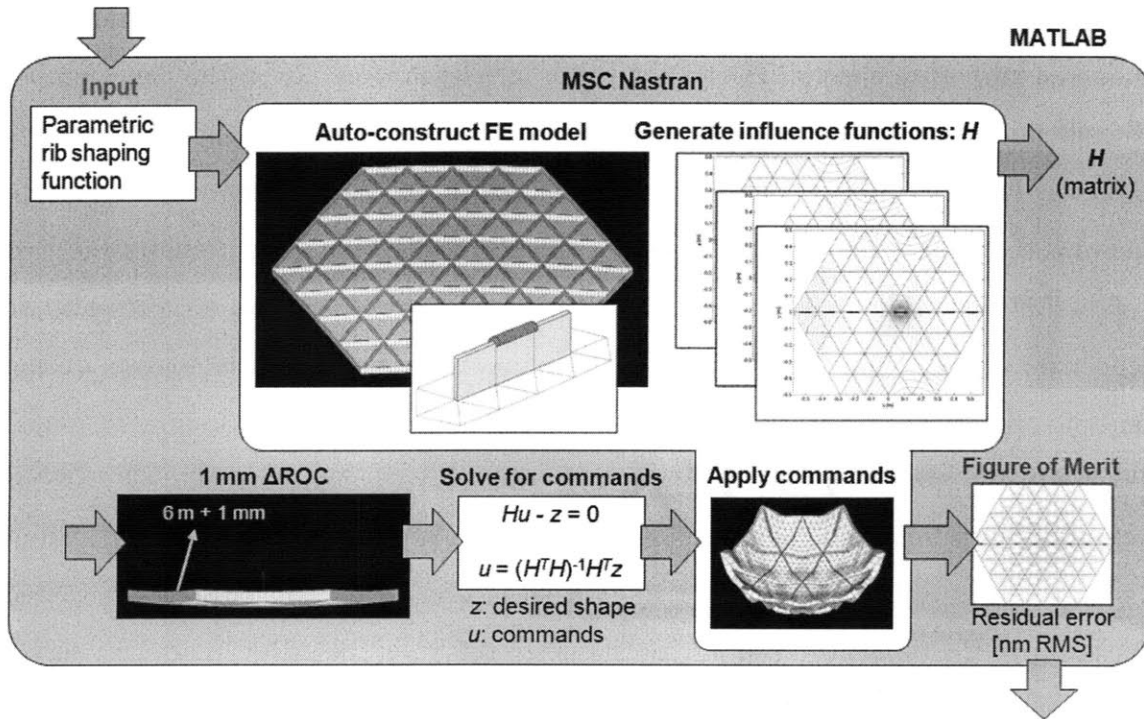 MATLAB
Input
MSC Nastran
Parametric
rib shaping
function
Auto-construct FE model
Generate influence functions: H
H
(matrix)
1 mm ΔROC
6 m + 1 mm
Solve for commands
Hu - z = 0
u = (HᵀH)⁻¹Hᵀz
z: desired shape
u: commands
Apply commands
Figure of Merit
Residual error
[nm RMS]